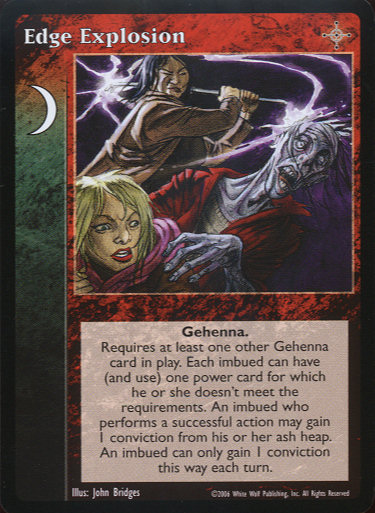 Edge Explosion
Gehenna.
Requires at least one other Gehenna
card in play. Each imbued can have
(and use) one power card for which
he or she doesn't meet the
requirements. An imbued who
performs a successful action may gain
1 conviction from his or her ash heap.
An imbued can only gain 1 conviction
this way each turn.
Illus: John Bridges
©2006 White Wolf Publishing, Inc. All Rights Reserved